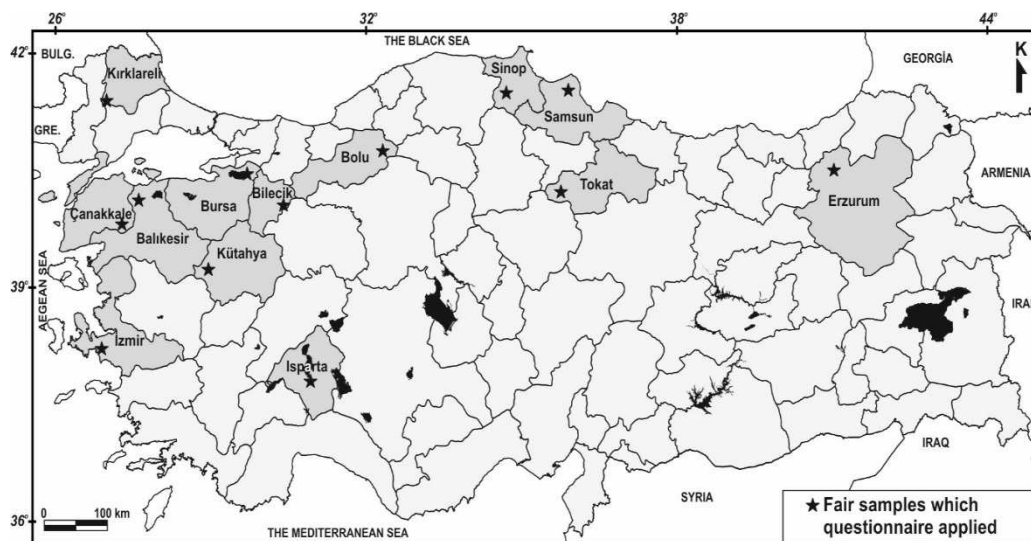 26° 32° 38° 44°
42°
THE BLACK SEA
BULG.
GEORGİA
K
Kırklareli
Sinop
Samsun
GRE.
Bolu
ARMENIA
Tokat
Bilecik
Erzurum
Çanakkale
Bursa
Balıkesir
Kütahya
AEGEAN SEA
39°
IRA
39°
İzmir
Isparta
IRAQ
SYRIA
36°
0 100 km
THE MEDITERRANEAN SEA
★ Fair samples which
questionnaire applied